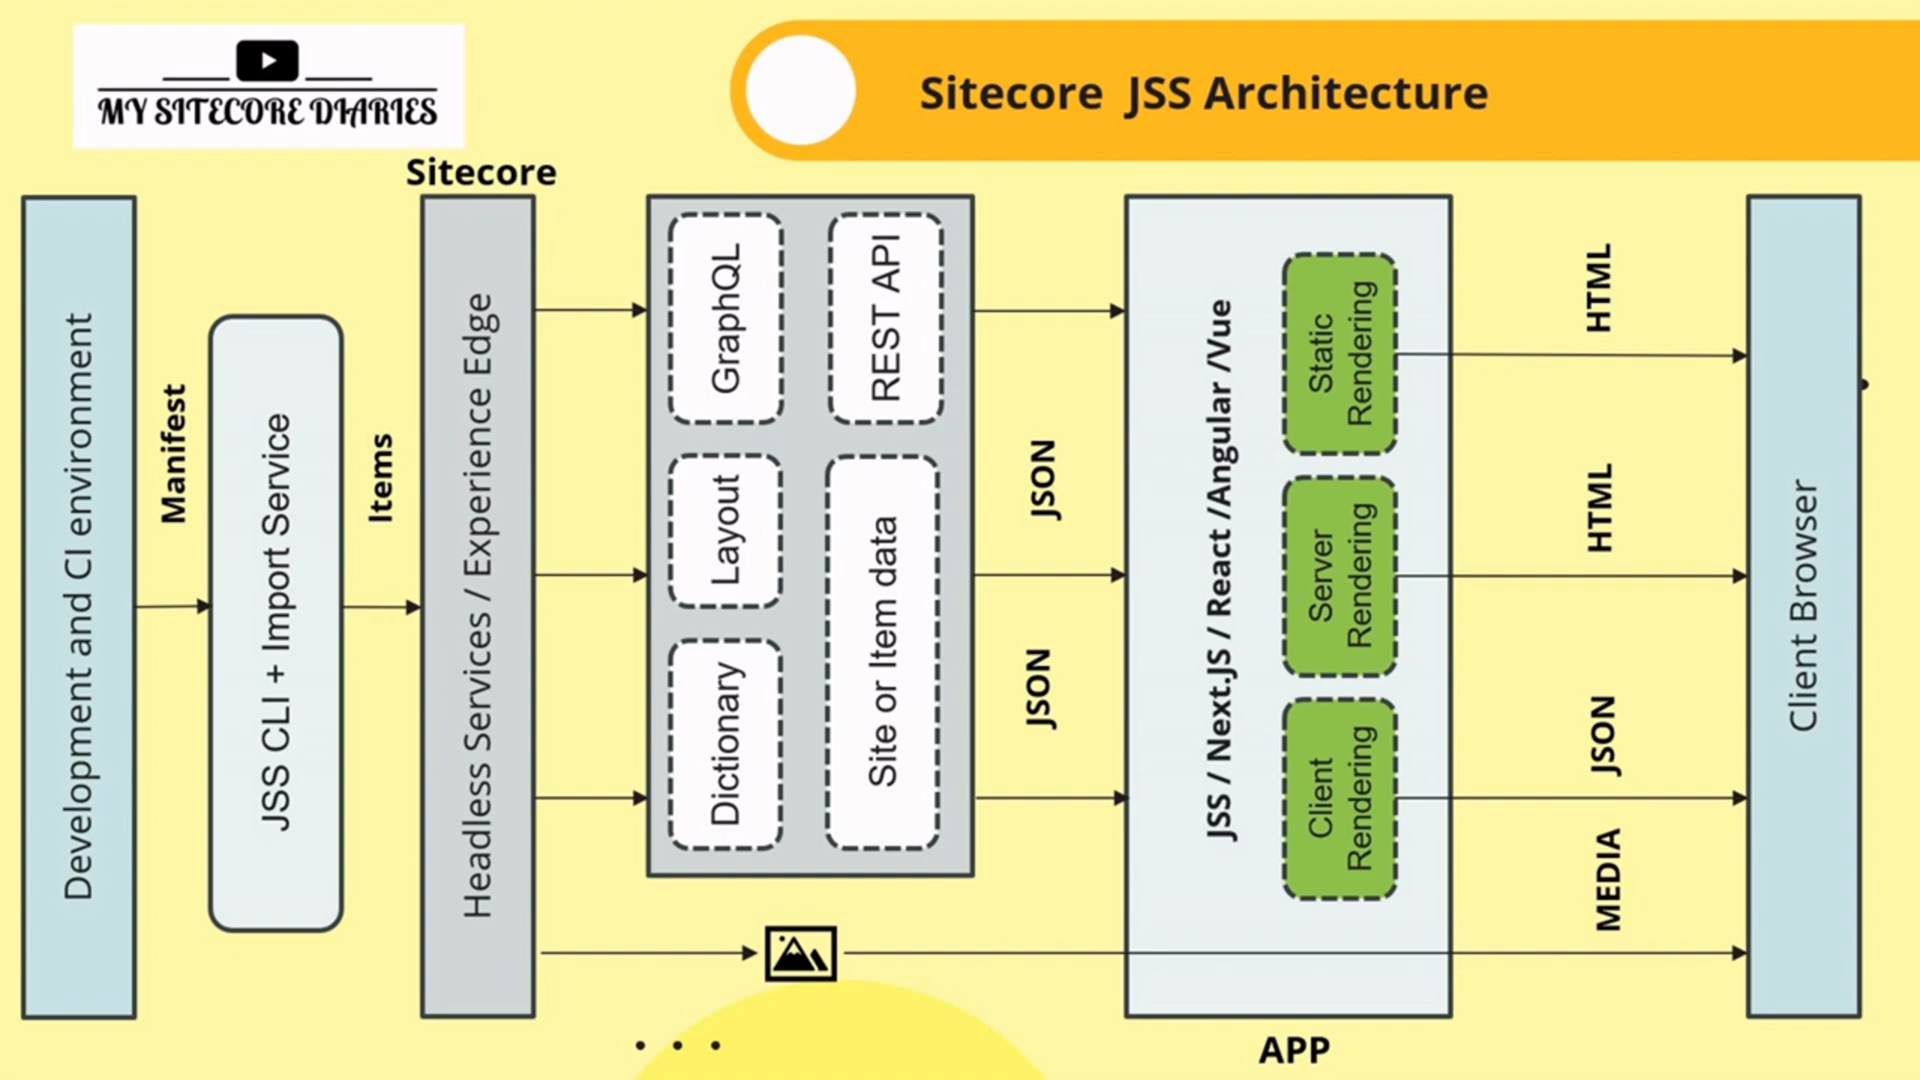 MY SITECORE DIARIES
Sitecore JSS Architecture
Sitecore
Development and CI environment
Manifest
JSS CLI + Import Service
Items
Headless Services / Experience Edge
GraphQL
REST API
Layout
Dictionary
Site or Item data
JSON
JSON
JSS / Next.JS / React /Angular /Vue
Static
Rendering
Server
Rendering
Client
Rendering
HTML
HTML
JSON
MEDIA
Client Browser
APP